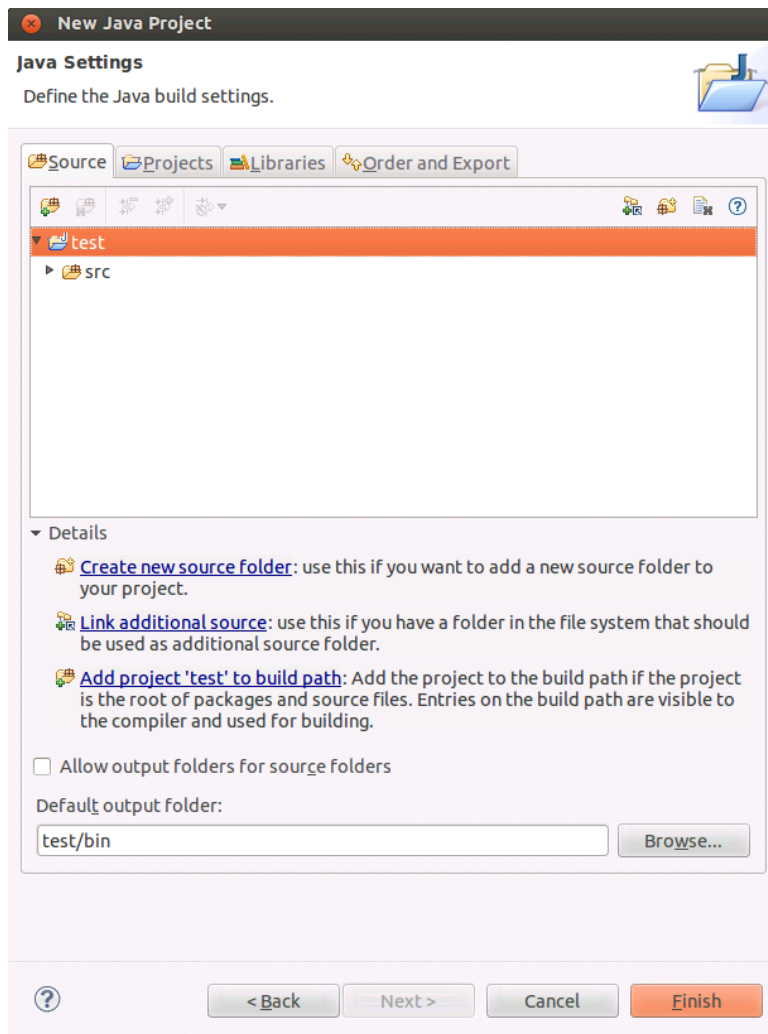 New Java Project
Java Settings
Define the Java build settings.
Source Projects Libraries Order and Export
test
src
Details
Create new source folder: use this if you want to add a new source folder to
your project.
Link additional source: use this if you have a folder in the file system that should
be used as additional source folder.
Add project 'test' to build path: Add the project to the build path if the project
is the root of packages and source files. Entries on the build path are visible to
the compiler and used for building.
Allow output folders for source folders
Default output folder:
test/bin Browse...
< Back Next > Cancel Finish